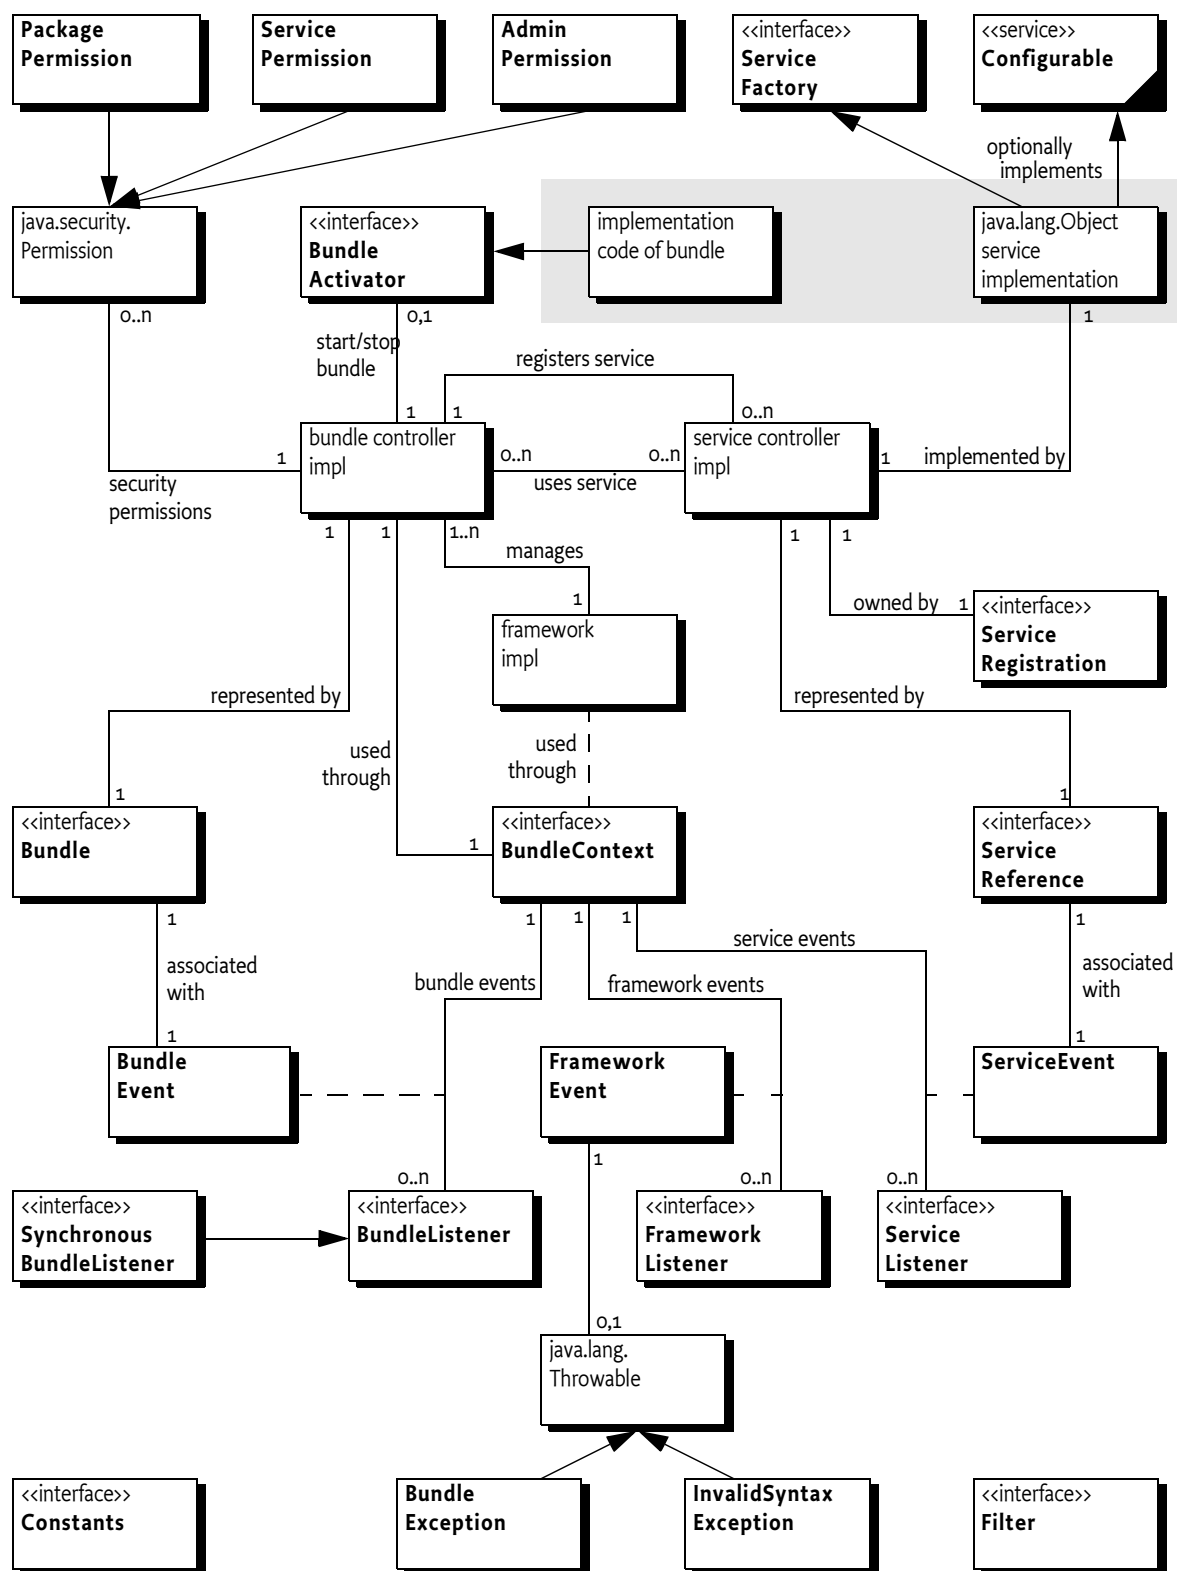 Package
Permission
Service
Permission
Admin
Permission
<<interface>>
Service
Factory
<<service>>
Configurable
optionally
implements
java.security.
Permission
<<interface>>
Bundle
Activator
implementation
code of bundle
java.lang.Object
service
implementation
0..n
0,1
1
start/stop
bundle
registers service
1
1
0..n
bundle controller
impl
service controller
impl
1
0..n
0..n
1
implemented by
uses service
security
permissions
1
1
1..n
1
1
manages
1
owned by
1
<<interface>>
Service
Registration
framework
impl
represented by
represented by
used
through
used
through
1
1
<<interface>>
Bundle
1
<<interface>>
BundleContext
<<interface>>
Service
Reference
1
1
1
1
1
service events
associated
with
bundle events
framework events
associated
with
1
1
Bundle
Event
Framework
Event
ServiceEvent
1
0..n
0..n
0..n
<<interface>>
Synchronous
BundleListener
<<interface>>
BundleListener
<<interface>>
Framework
Listener
<<interface>>
Service
Listener
0,1
java.lang.
Throwable
<<interface>>
Constants
Bundle
Exception
InvalidSyntax
Exception
<<interface>>
Filter